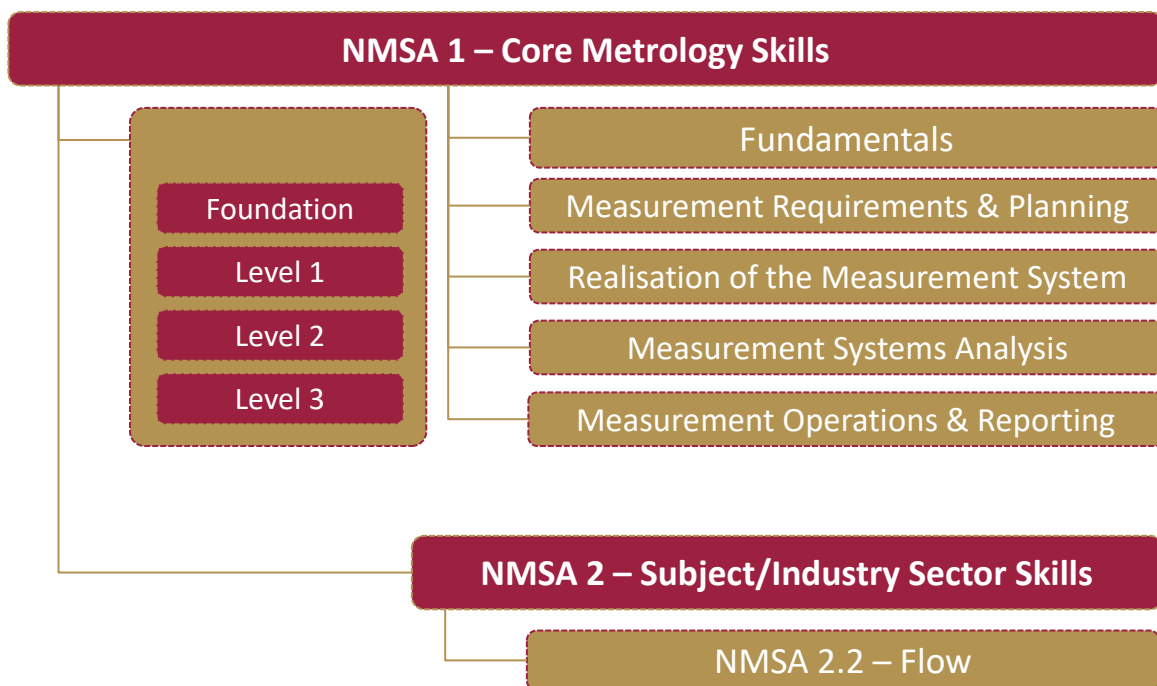 NMSA 1 – Core Metrology Skills
Foundation
Level 1
Level 2
Level 3
Fundamentals
Measurement Requirements & Planning
Realisation of the Measurement System
Measurement Systems Analysis
Measurement Operations & Reporting
NMSA 2 – Subject/Industry Sector Skills
NMSA 2.2 – Flow